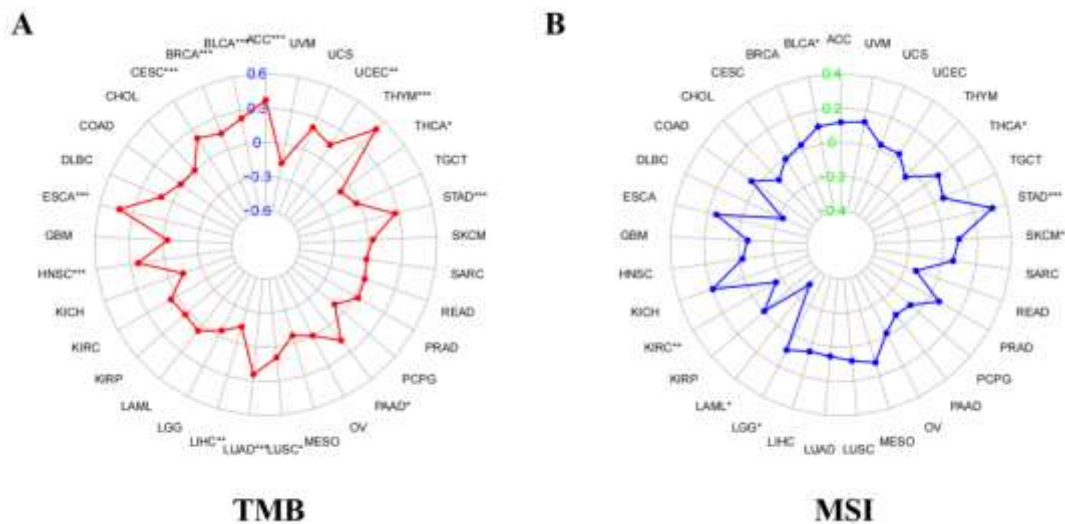 A
BLCA***
ACC***
UVM
UCS
UCEC**
THYM***
THCA*
TGCT
STAD***
SKCM
SARC
READ
PRAD
PCPG
PAAD*
OV
MESO
LUSC*
LUAD***
LIHC**
LGG
LAML
KIRP
KIRC
KICH
HNSC***
GBM
ESCA***
DLBC
COAD
CHOL
CESC***
BRCA***
0.6
0.3
0
-0.3
-0.6
TMB
B
BLCA*
ACC
UVM
UCS
UCEC
THYM
THCA*
TGCT
STAD***
SKCM*
SARC
READ
PRAD
PCPG
PAAD
OV
MESO
LUSC
LUAD
LIHC
LGG*
LAML*
KIRP
KIRC**
KICH
HNSC
GBM
ESCA
DLBC
COAD
CHOL
CESC
BRCA
0.4
0.2
0
-0.2
-0.4
MSI